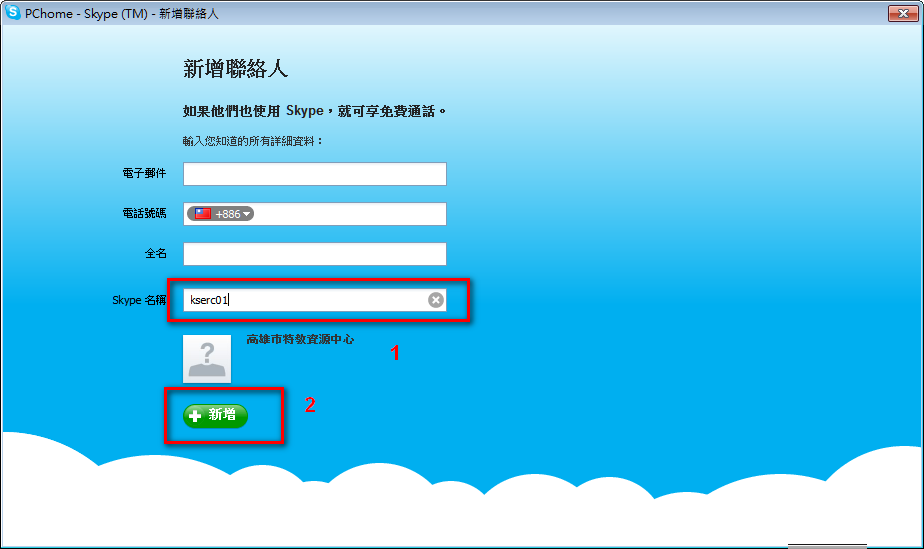 PChome - Skype (TM) - 新增聯絡人
新增聯絡人
如果他們也使用 Skype，就可享免費通話。
輸入您知道的所有詳細資料：
電子郵件
電話號碼 +886
全名
Skype 名稱 kserc01
高雄市特教資源中心
1
新增 2